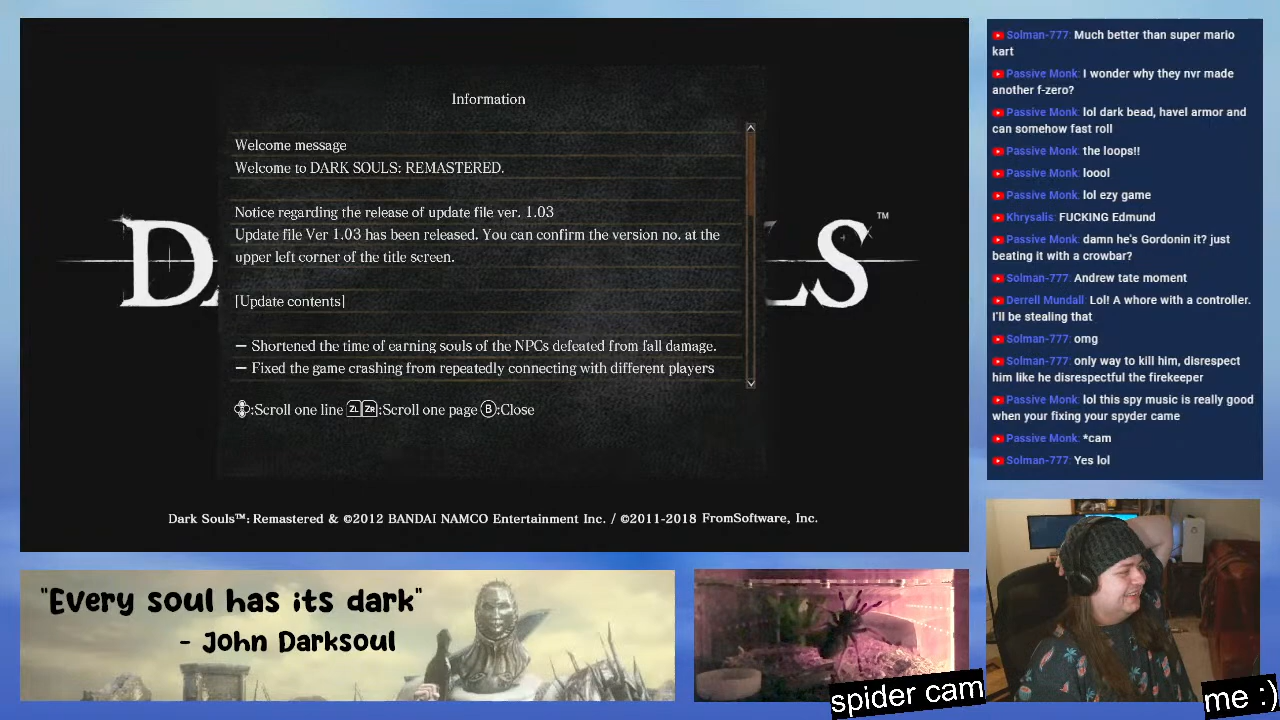 Information
Welcome message
Welcome to DARK SOULS: REMASTERED.
Notice regarding the release of update file ver. 1.03
Update file Ver 1.03 has been released. You can confirm the version no. at the
upper left corner of the title screen.
[Update contents]
— Shortened the time of earning souls of the NPCs defeated from fall damage.
— Fixed the game crashing from repeatedly connecting with different players
:Scroll one line ZL ZR:Scroll one page B:Close
DA LS™
Dark Souls™: Remastered & ©2012 BANDAI NAMCO Entertainment Inc. / ©2011-2018 FromSoftware, Inc.
Solman-777: Much better than super mario
kart
Passive Monk: I wonder why they nvr made
another f-zero?
Passive Monk: lol dark bead, havel armor and
can somehow fast roll
Passive Monk: the loops!!
Passive Monk: loool
Passive Monk: lol ezy game
Khrysalis: FUCKING Edmund
Passive Monk: damn he's Gordonin it? just
beating it with a crowbar?
Solman-777: Andrew tate moment
Derrell Mundall: Lol! A whore with a controller.
I'll be stealing that
Solman-777: omg
Solman-777: only way to kill him, disrespect
him like he disrespectful the firekeeper
Passive Monk: lol this spy music is really good
when your fixing your spyder came
Passive Monk: *cam
Solman-777: Yes lol
"Every soul has its dark"
- John Darksoul
spider cam
me :)